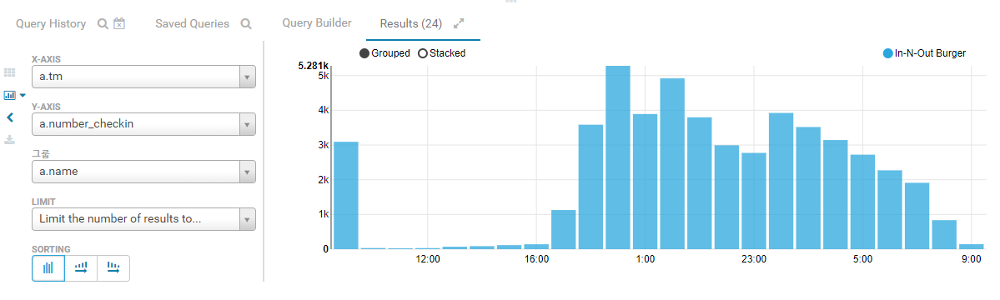 Query History
Saved Queries
Query Builder
Results (24)
X-AXIS
a.tm
Y-AXIS
a.number_checkin
그룹
a.name
LIMIT
Limit the number of results to...
SORTING
Grouped
Stacked
In-N-Out Burger
5.281k
5k
4k
3k
2k
1k
0
12:00
16:00
1:00
23:00
5:00
9:00